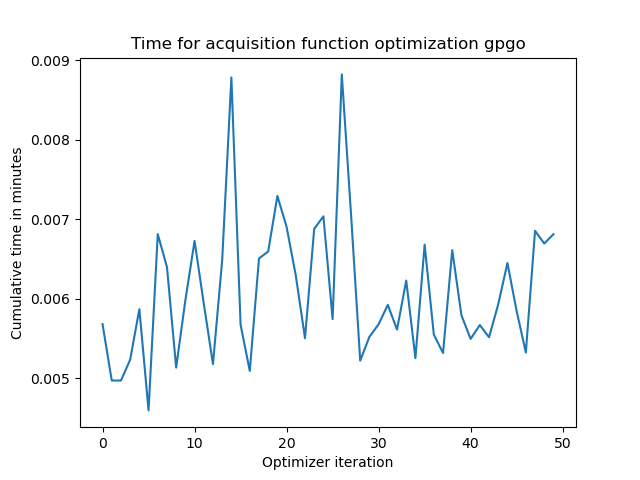 Time for acquisition function optimization gpgo
0.009
0.008
0.007
0.006
0.005
Cumulative time in minutes
0 10 20 30 40 50
Optimizer iteration